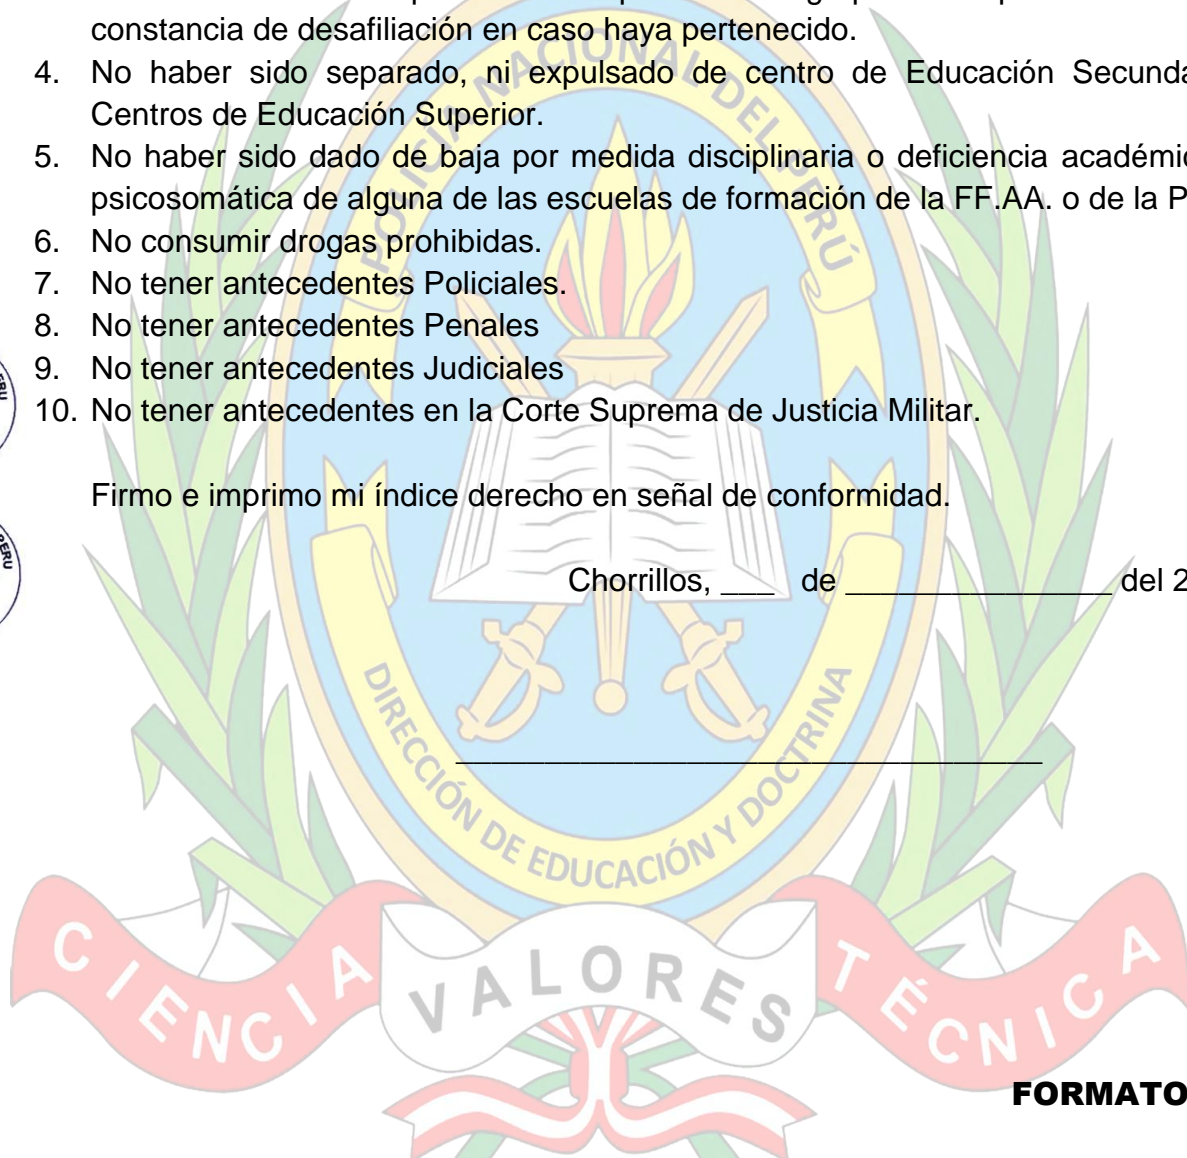 constancia de desafiliación en caso haya pertenecido.
4. No haber sido separado, ni expulsado de centro de Educación
Centros de Educación Superior.
5. No haber sido dado de baja por medida disciplinaria o deficiencia
psicosomática de alguna de las escuelas de formación de la FF.AA. o de la
6. No consumir drogas prohibidas.
7. No tener antecedentes Policiales.
8. No tener antecedentes Penales
9. No tener antecedentes Judiciales
10. No tener antecedentes en la Corte Suprema de Justicia Militar.
Firmo e imprimo mi índice derecho en señal de conformidad.
Chorrillos, ___ de _______________ del 2
POLICIA NACIONAL DEL PERÚ
DIRECCIÓN DE EDUCACIÓN Y DOCTRINA
CIENCIA VALORES TÉCNICA
FORMATO